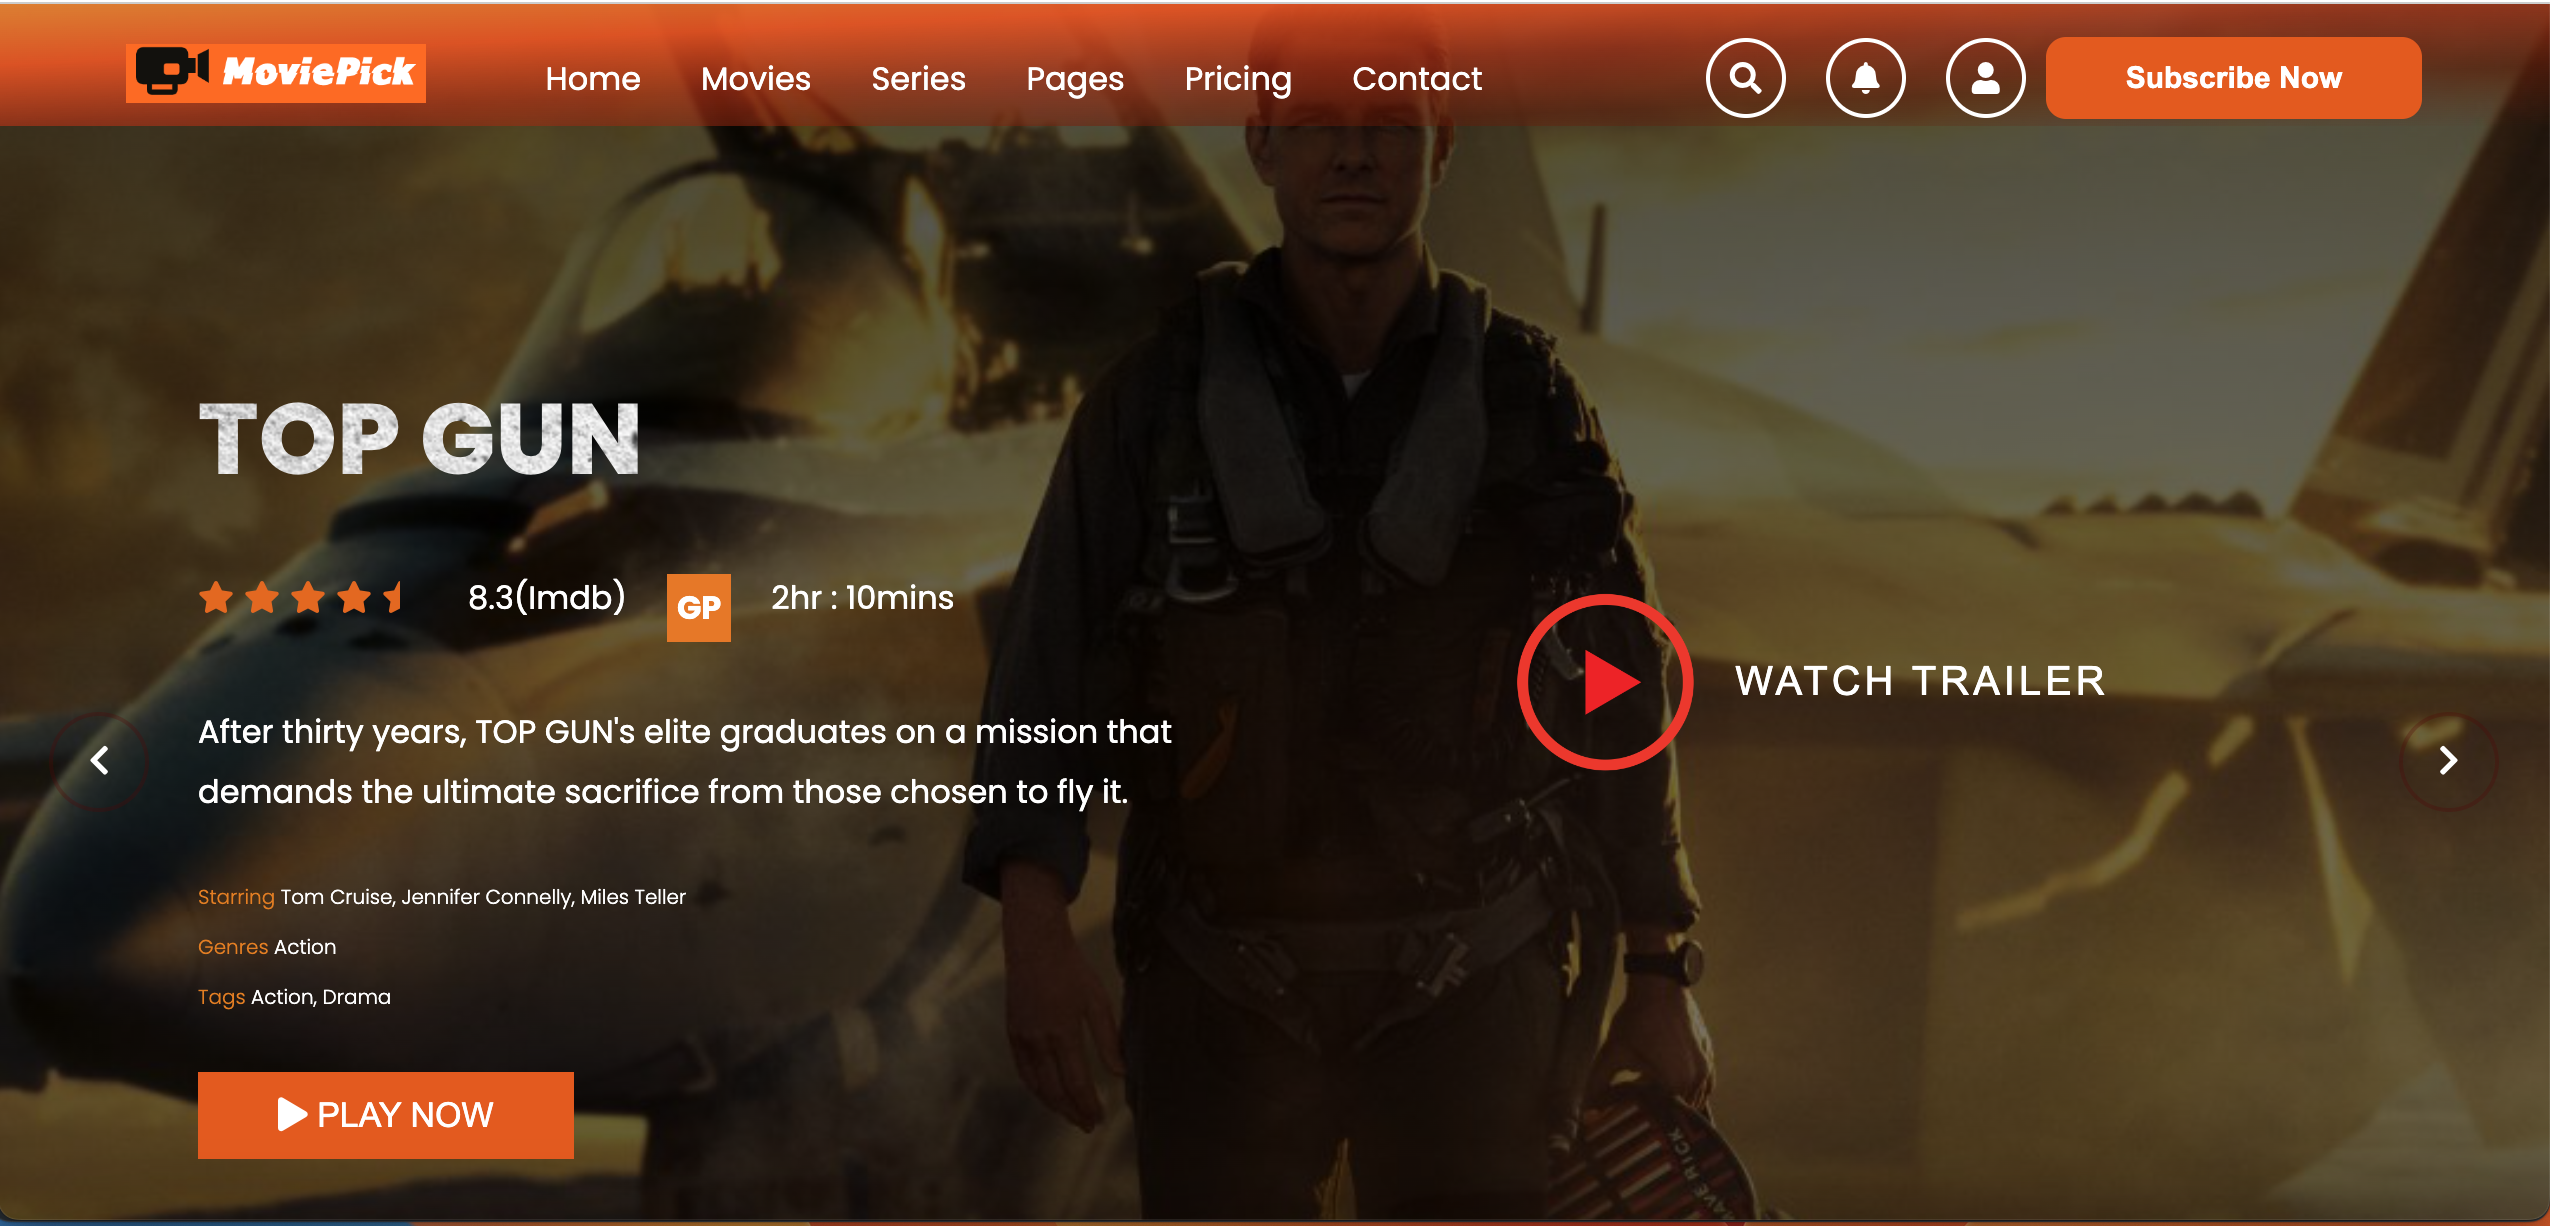 MoviePick
Home Movies Series Pages Pricing Contact
Subscribe Now
TOP GUN
8.3(Imdb) GP 2hr : 10mins
WATCH TRAILER
After thirty years, TOP GUN's elite graduates on a mission that
demands the ultimate sacrifice from those chosen to fly it.
Starring Tom Cruise, Jennifer Connelly, Miles Teller
Genres Action
Tags Action, Drama
PLAY NOW
MAVERICK